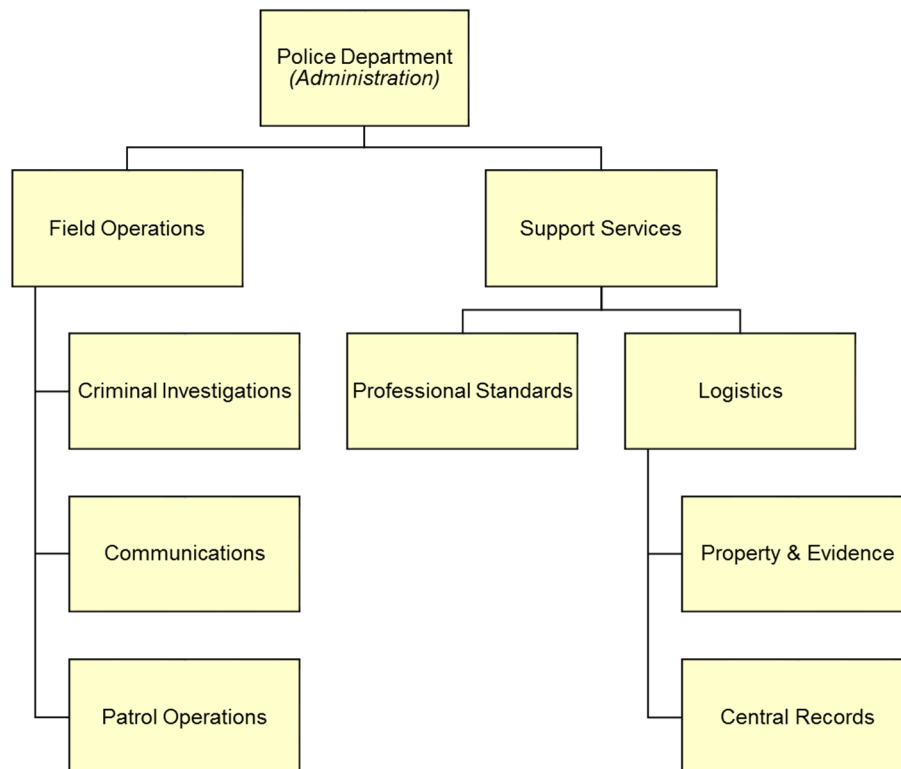 Police Department
(Administration)
Field Operations
Support Services
Criminal Investigations
Professional Standards
Logistics
Communications
Property & Evidence
Patrol Operations
Central Records